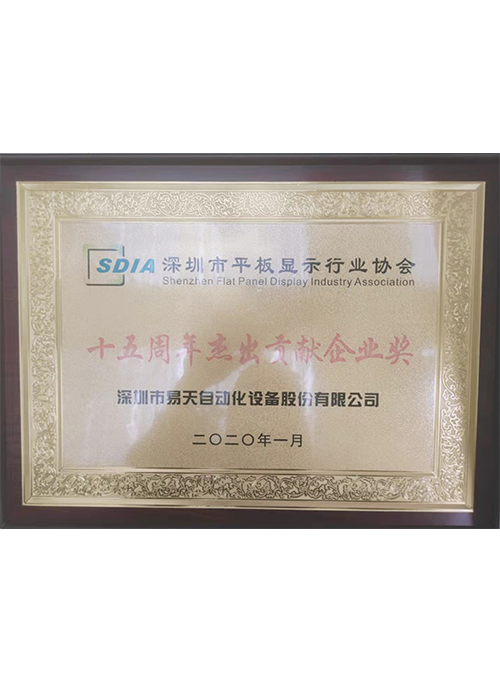 SDIA 深圳市平板显示行业协会
Shenzhen Flat Panel Display Industry Association
十五周年杰出贡献企业奖
深圳市易天自动化设备股份有限公司
二〇二〇年一月